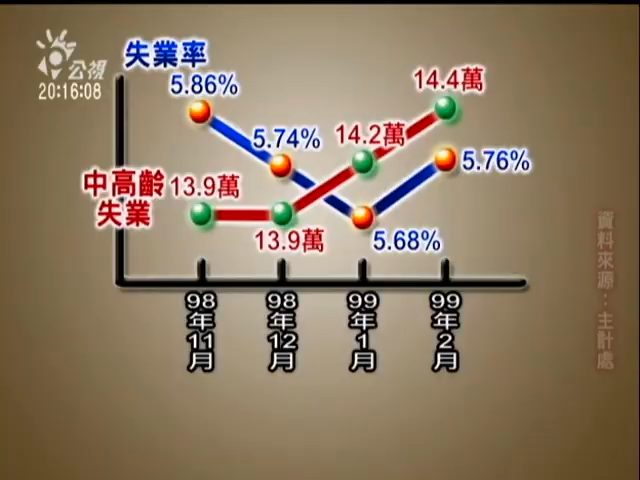 公視
20:16:08
失業率
5.86%
5.74%
5.68%
5.76%
中高齡
失業
13.9萬
13.9萬
14.2萬
14.4萬
98年11月
98年12月
99年1月
99年2月
資料來源：主計處